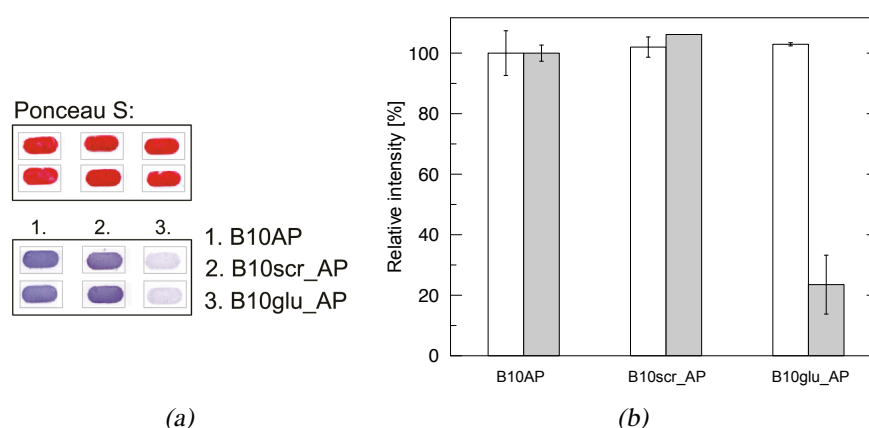 Ponceau S:
1. 2. 3.
1. B10AP
2. B10scr_AP
3. B10glu_AP
(a)
Relative intensity [%]
100
80
60
40
20
0
B10AP B10scr_AP B10glu_AP
(b)